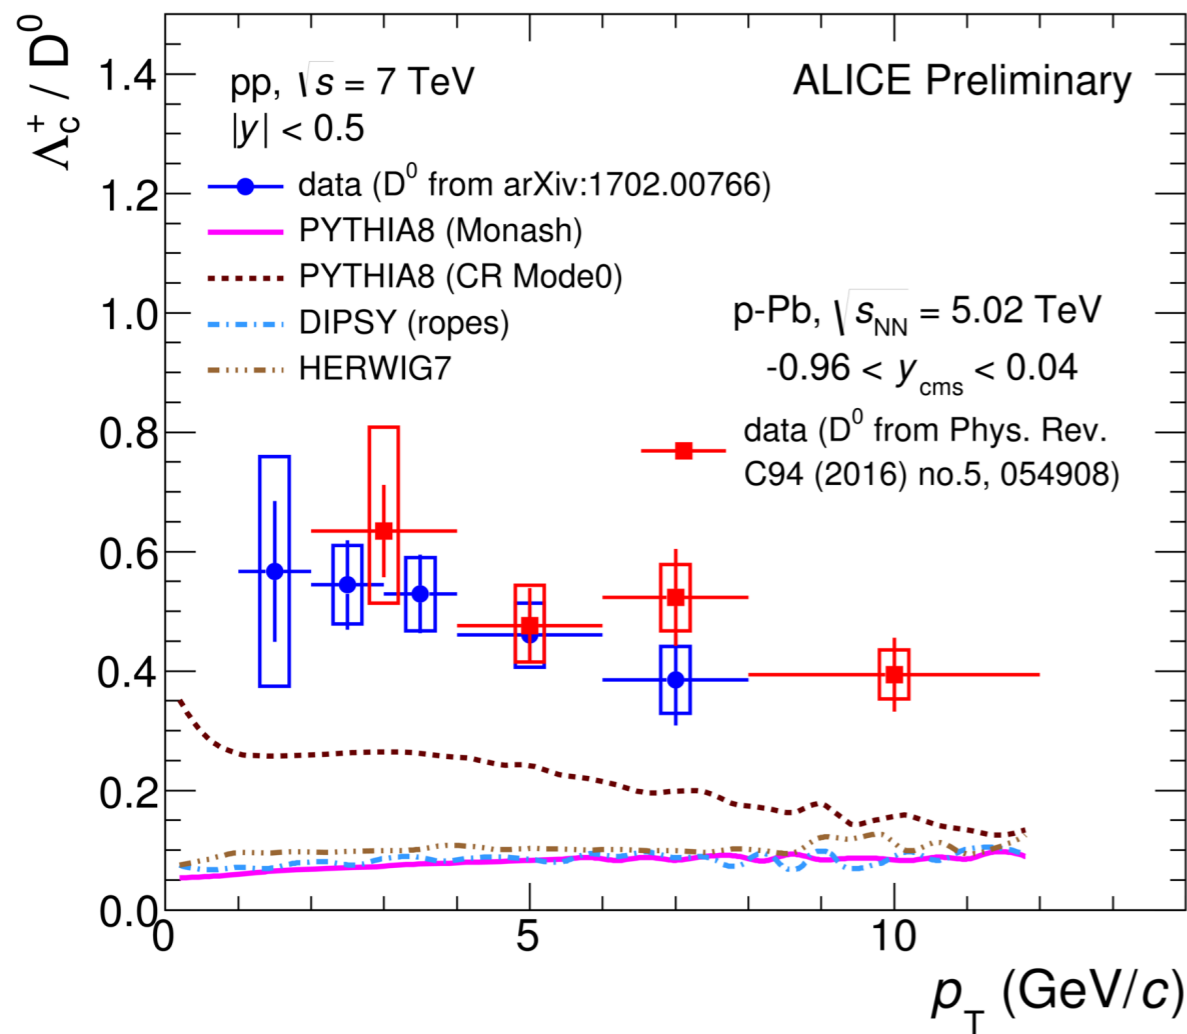 Λc+ / D0
1.4
1.2
1.0
0.8
0.6
0.4
0.2
0.0
pp, √s = 7 TeV
|y| < 0.5
ALICE Preliminary
data (D0 from arXiv:1702.00766)
PYTHIA8 (Monash)
PYTHIA8 (CR Mode0)
DIPSY (ropes)
HERWIG7
p-Pb, √sNN = 5.02 TeV
-0.96 < ycms < 0.04
data (D0 from Phys. Rev.
C94 (2016) no.5, 054908)
0 5 10
pT (GeV/c)